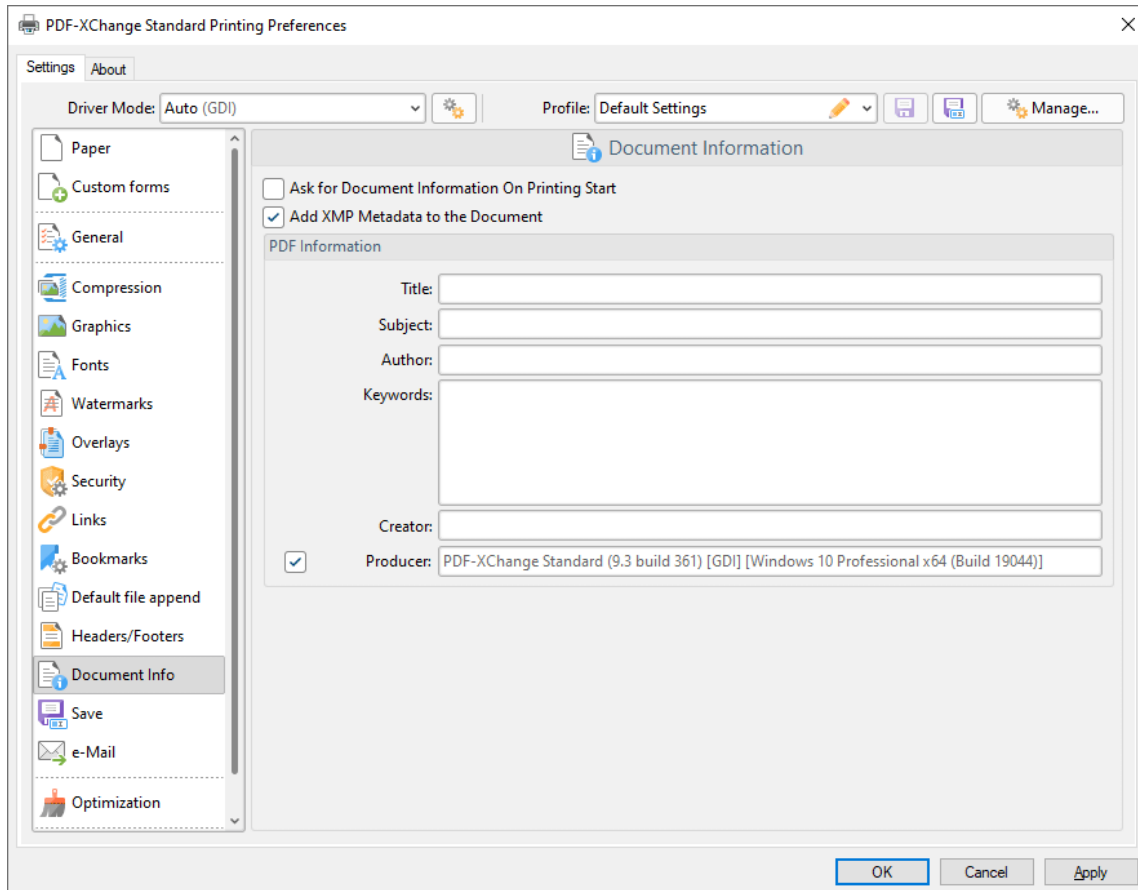 PDF-XChange Standard Printing Preferences
Settings About
Driver Mode: Auto (GDI) Profile: Default Settings Manage...
Paper
Custom forms
General
Compression
Graphics
Fonts
Watermarks
Overlays
Security
Links
Bookmarks
Default file append
Headers/Footers
Document Info
Save
e-Mail
Optimization
Document Information
Ask for Document Information On Printing Start
Add XMP Metadata to the Document
PDF Information
Title:
Subject:
Author:
Keywords:
Creator:
Producer: PDF-XChange Standard (9.3 build 361) [GDI] [Windows 10 Professional x64 (Build 19044)]
OK Cancel Apply